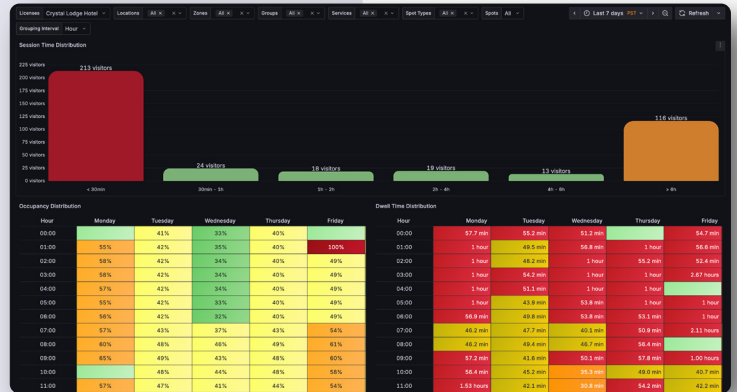 Licenses Crystal Lodge Hotel Locations All × Zones All × Groups All × Services All × Spot Types All × Spots All Last 7 days PST Refresh
Grouping Interval Hour
Session Time Distribution
225 visitors
200 visitors
175 visitors
150 visitors
125 visitors
100 visitors
75 visitors
50 visitors
25 visitors
0 visitors
213 visitors
24 visitors
18 visitors
19 visitors
13 visitors
116 visitors
< 30min 30min - 1h 1h - 2h 2h - 4h 4h - 8h > 8h
Occupancy Distribution
Hour Monday Tuesday Wednesday Thursday Friday
00:00 41% 33% 40%
01:00 55% 42% 35% 40% 100%
02:00 58% 42% 34% 40% 49%
03:00 58% 42% 34% 40% 49%
04:00 57% 42% 34% 40% 49%
05:00 55% 42% 33% 40% 49%
06:00 56% 42% 32% 40% 49%
07:00 57% 43% 37% 43% 54%
08:00 60% 48% 46% 49% 61%
09:00 65% 49% 43% 48% 60%
10:00 46% 44% 48% 56%
11:00 57% 47% 41% 44% 54%
Dwell Time Distribution
Hour Monday Tuesday Wednesday Thursday Friday
00:00 57.7 min 55.2 min 51.2 min 54.7 min
01:00 1 hour 49.5 min 56.8 min 1 hour 56.6 min
02:00 1 hour 48.2 min 1 hour 55.2 min 52.4 min
03:00 1 hour 54.2 min 1 hour 1 hour 2.67 hours
04:00 1 hour 51.1 min 1 hour 1 hour
05:00 1 hour 43.9 min 53.8 min 1 hour 1 hour
06:00 58.9 min 49.8 min 53.8 min 53.1 min 1 hour
07:00 48.2 min 47.7 min 40.1 min 50.9 min 2.11 hours
08:00 48.2 min 49.4 min 48.7 min 56.4 min
09:00 57.2 min 41.6 min 50.1 min 57.8 min 1.00 hours
10:00 56.4 min 45.2 min 35.3 min 49.0 min 40.7 min
11:00 1.53 hours 42.1 min 30.8 min 54.2 min 42.2 min